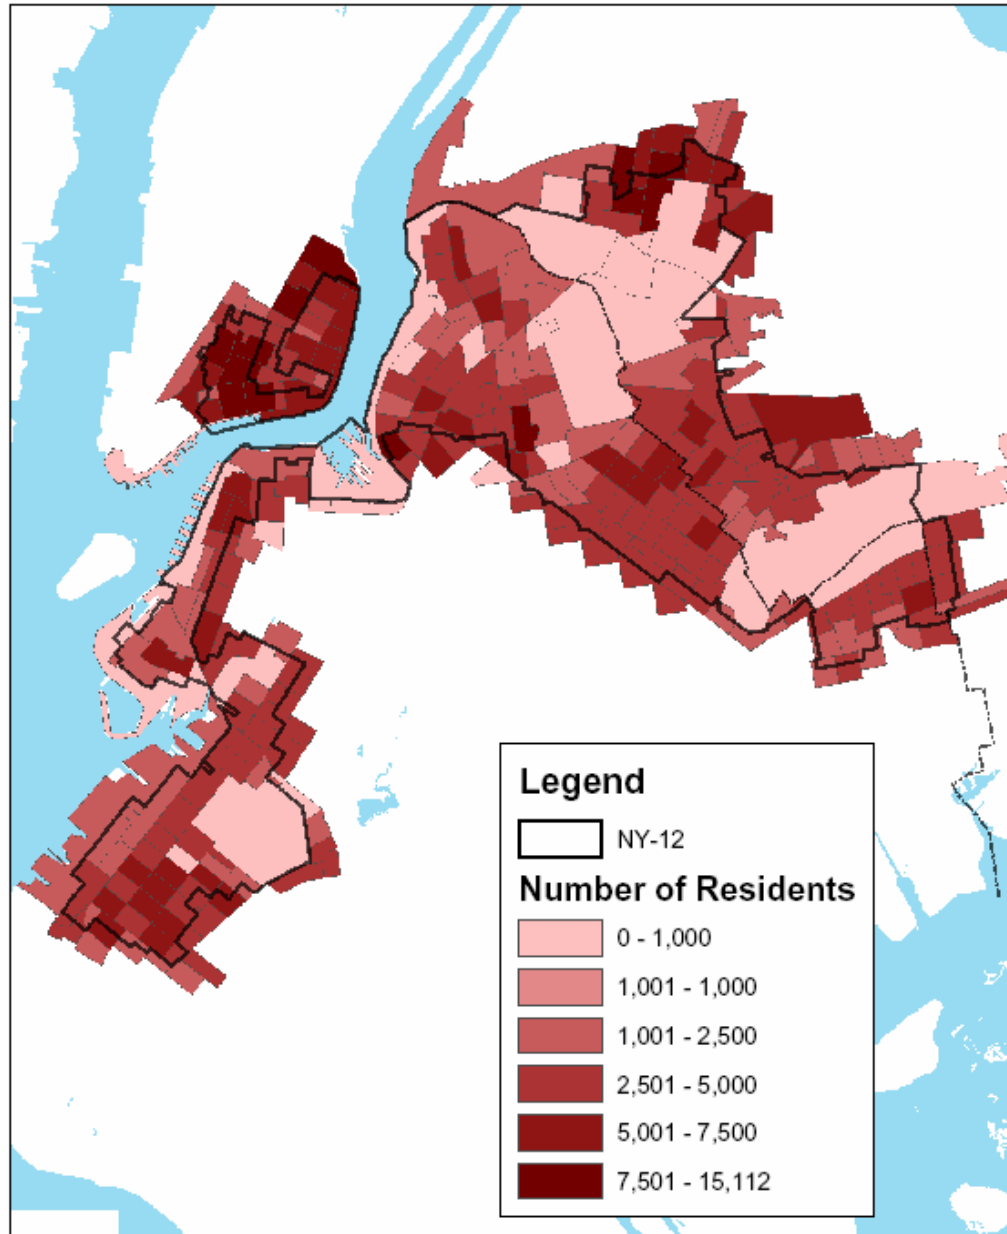 Legend
NY-12
Number of Residents
0 - 1,000
1,001 - 1,000
1,001 - 2,500
2,501 - 5,000
5,001 - 7,500
7,501 - 15,112